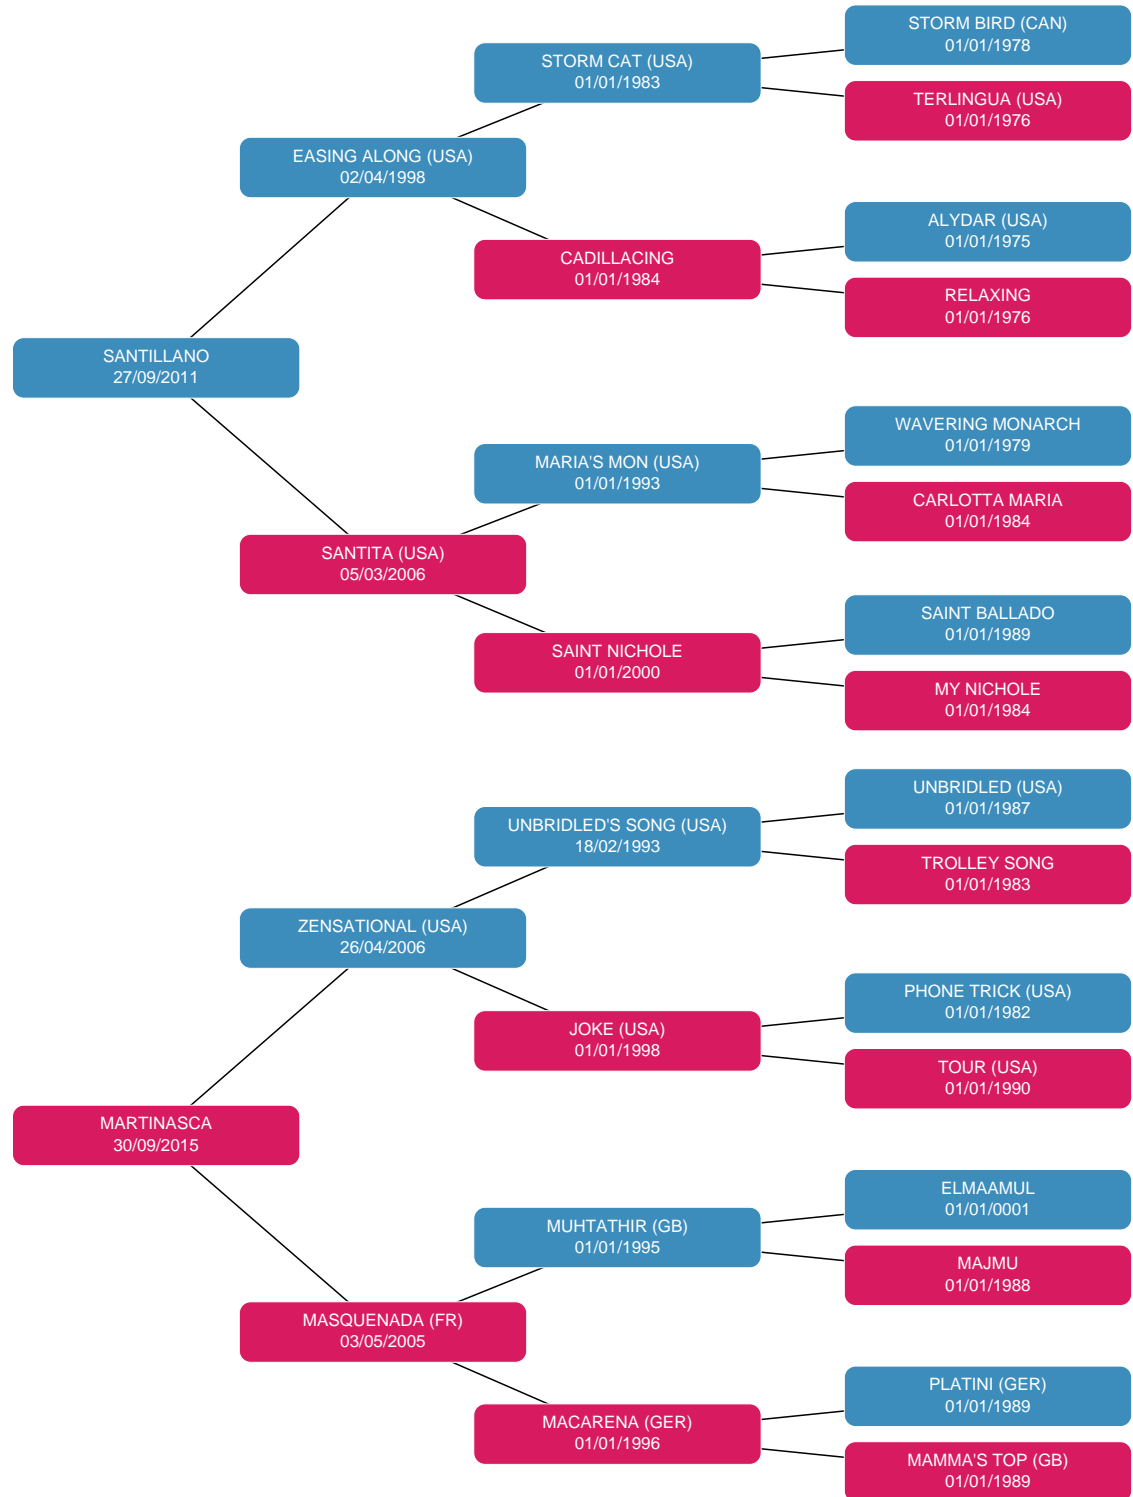 STORM BIRD (CAN)
01/01/1978
STORM CAT (USA)
01/01/1983
TERLINGUA (USA)
01/01/1976
EASING ALONG (USA)
02/04/1998
ALYDAR (USA)
01/01/1975
CADILLACING
01/01/1984
RELAXING
01/01/1976
SANTILLANO
27/09/2011
WAVERING MONARCH
01/01/1979
MARIA'S MON (USA)
01/01/1993
CARLOTTA MARIA
01/01/1984
SANTITA (USA)
05/03/2006
SAINT BALLADO
01/01/1989
SAINT NICHOLE
01/01/2000
MY NICHOLE
01/01/1984
UNBRIDLED (USA)
01/01/1987
UNBRIDLED'S SONG (USA)
18/02/1993
TROLLEY SONG
01/01/1983
ZENSATIONAL (USA)
26/04/2006
PHONE TRICK (USA)
01/01/1982
JOKE (USA)
01/01/1998
TOUR (USA)
01/01/1990
MARTINASCA
30/09/2015
ELMAAMUL
01/01/0001
MUHTATHIR (GB)
01/01/1995
MAJMU
01/01/1988
MASQUENADA (FR)
03/05/2005
PLATINI (GER)
01/01/1989
MACARENA (GER)
01/01/1996
MAMMA'S TOP (GB)
01/01/1989